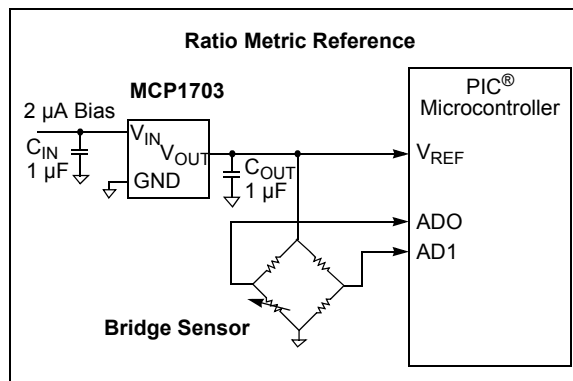 Ratio Metric Reference
PIC®
Microcontroller
MCP1703
2 µA Bias
VIN
VOUT
CIN
1 µF
GND
COUT
1 µF
VREF
ADO
AD1
Bridge Sensor